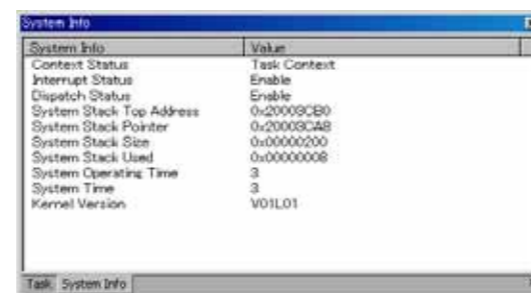 System Info
System Info Value
Context Status Task Context
Interrupt Status Enable
Dispatch Status Enable
System Stack Top Address 0x20003CB0
System Stack Pointer 0x20003CA8
System Stack Size 0x00000200
System Stack Used 0x00000008
System Operating Time 3
System Time 3
Kernel Version V01L01
Task System Info